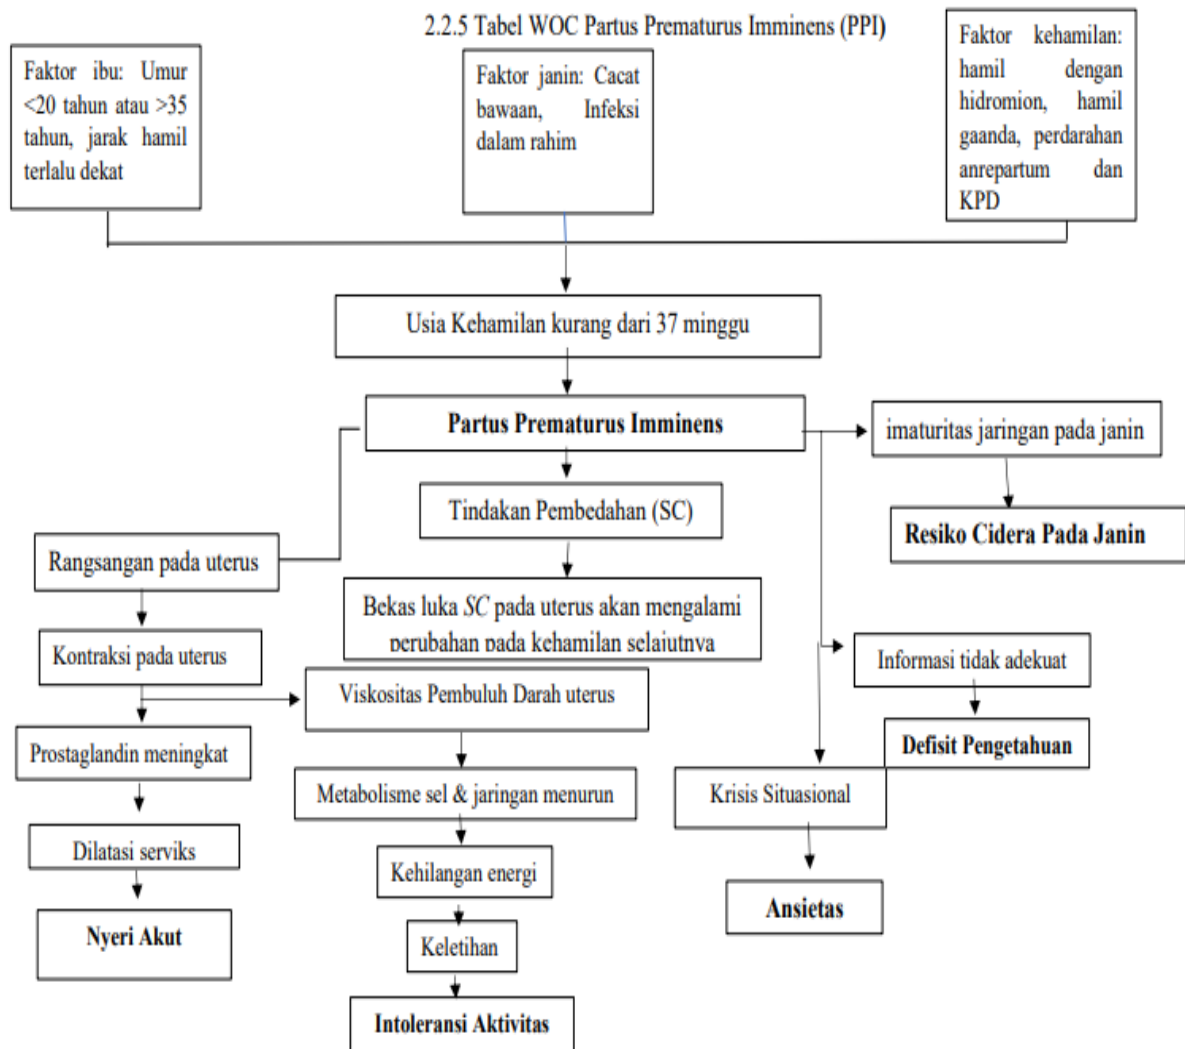 2.2.5 Tabel WOC Partus Prematurus Imminens (PPI)
Faktor ibu: Umur
<20 tahun atau >35
tahun, jarak hamil
terlalu dekat
Faktor janin: Cacat
bawaan, Infeksi
dalam rahim
Faktor kehamilan:
hamil dengan
hidromion, hamil
gaanda, perdarahan
anrepartum dan
KPD
Usia Kehamilan kurang dari 37 minggu
Partus Prematurus Imminens
imaturitas jaringan pada janin
Tindakan Pembedahan (SC)
Resiko Cidera Pada Janin
Rangsangan pada uterus
Bekas luka SC pada uterus akan mengalami
perubahan pada kehamilan selajutnya
Kontraksi pada uterus
Informasi tidak adekuat
Viskositas Pembuluh Darah uterus
Prostaglandin meningkat
Defisit Pengetahuan
Metabolisme sel & jaringan menurun
Krisis Situasional
Dilatasi serviks
Kehilangan energi
Ansietas
Nyeri Akut
Keletihan
Intoleransi Aktivitas